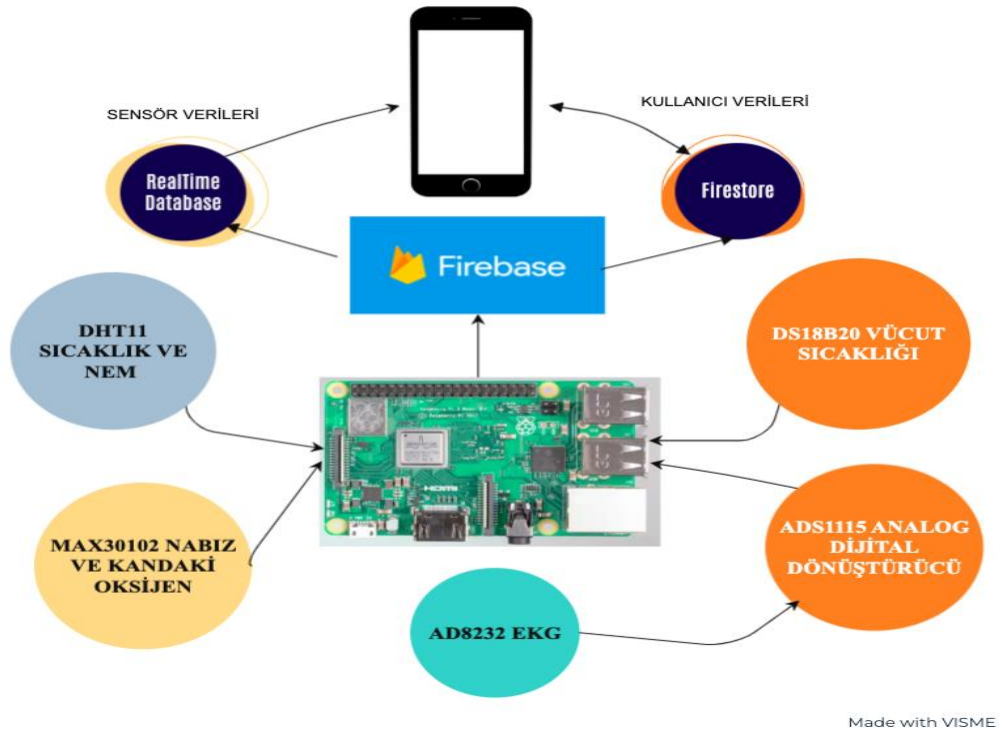 SENSÖR VERİLERİ
KULLANICI VERİLERİ
RealTime
Database
Firestore
Firebase
DHT11
SICAKLIK VE
NEM
DS18B20 VÜCUT
SICAKLIĞI
HDMI
MAX30102 NABIZ
VE KANDAKİ
OKSİJEN
ADS1115 ANALOG
DİJİTAL
DÖNÜŞTÜRÜCÜ
AD8232 EKG
Made with VISME